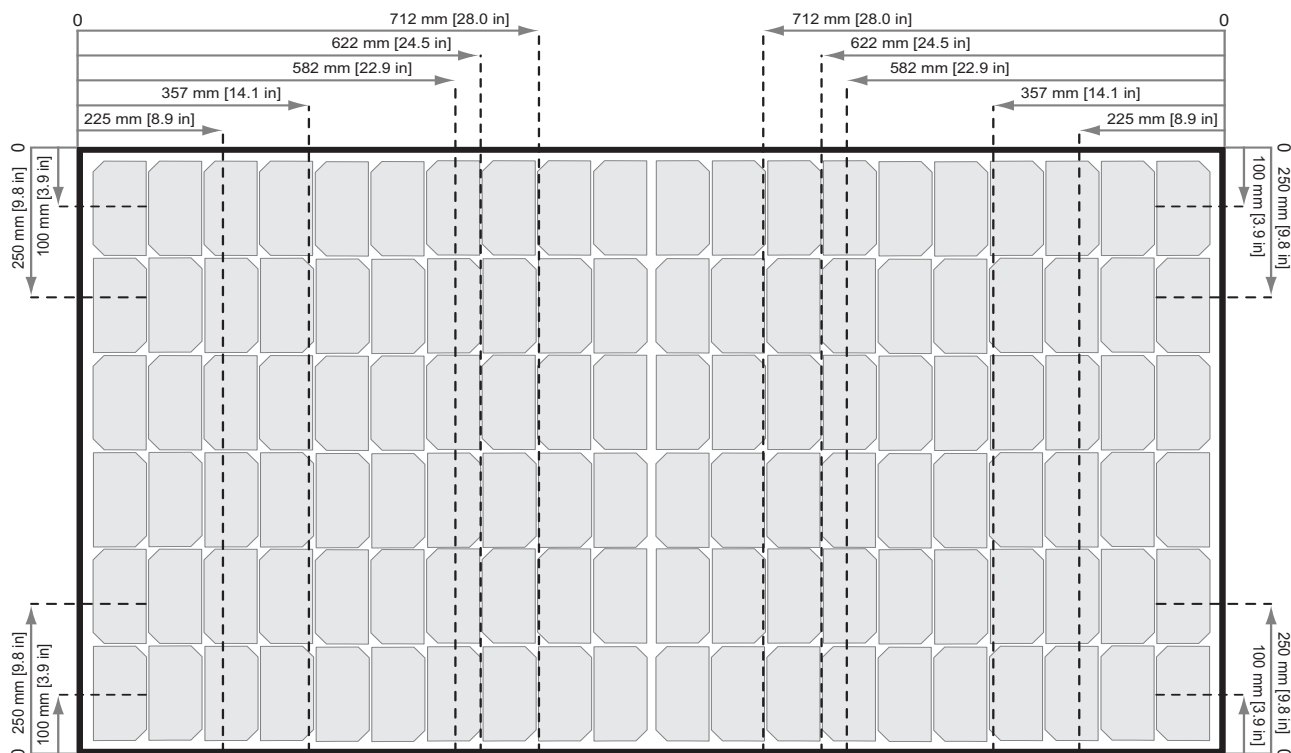 0
712 mm [28.0 in]
712 mm [28.0 in]
0
622 mm [24.5 in]
622 mm [24.5 in]
582 mm [22.9 in]
582 mm [22.9 in]
357 mm [14.1 in]
357 mm [14.1 in]
225 mm [8.9 in]
225 mm [8.9 in]
0
250 mm [9.8 in]
100 mm [3.9 in]
0
100 mm [3.9 in]
250 mm [9.8 in]
0
250 mm [9.8 in]
100 mm [3.9 in]
0
100 mm [3.9 in]
250 mm [9.8 in]